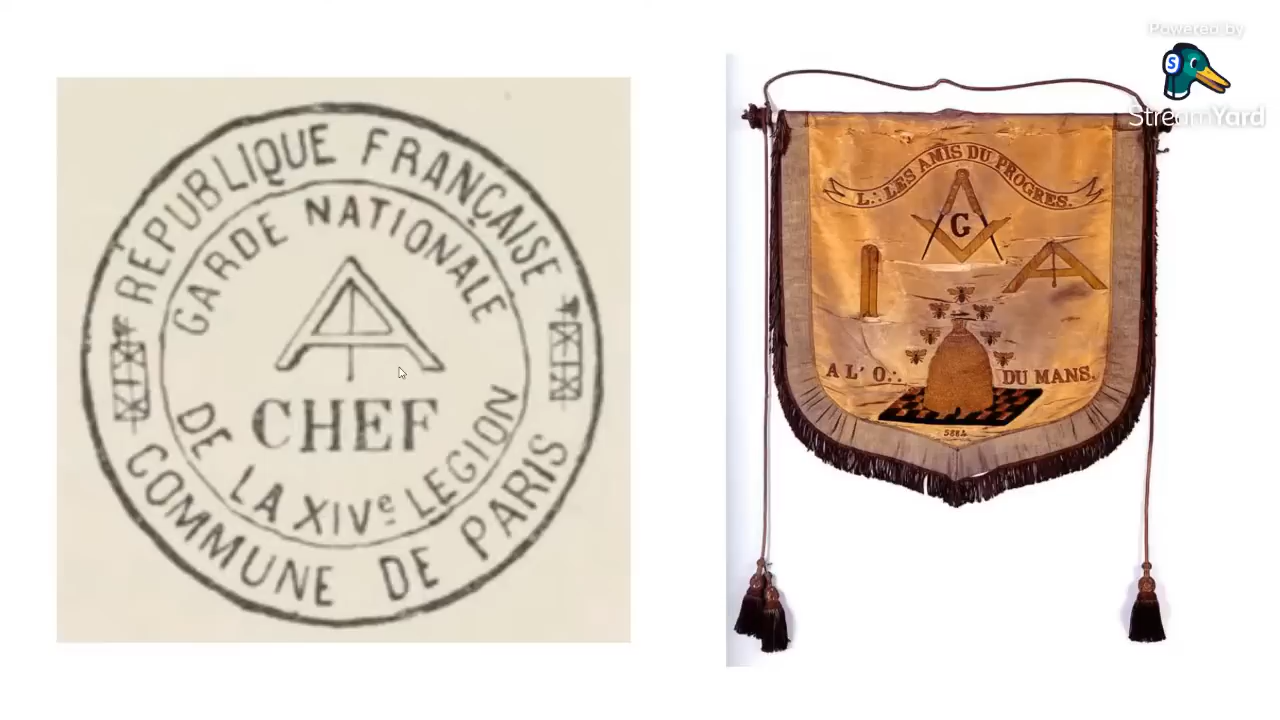 RÉPUBLIQUE FRANÇAISE
GARDE NATIONALE
CHEF
DE LA XIVe LEGION
COMMUNE DE PARIS
L∴ LES AMIS DU PROGRES.
G
A L' O∴
DU MANS.
Powered by
S
StreamYard